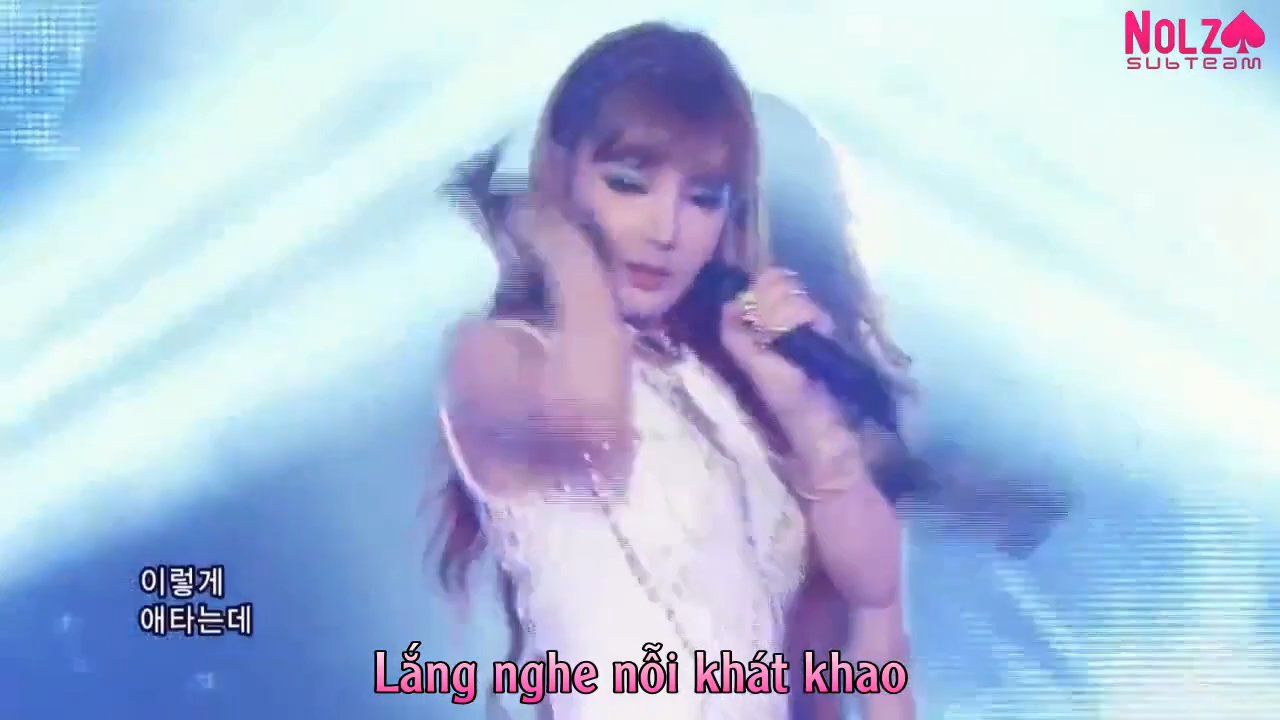 NOLZ♠
SUBTEAM
이렇게
애타는데
Lắng nghe nỗi khát khao